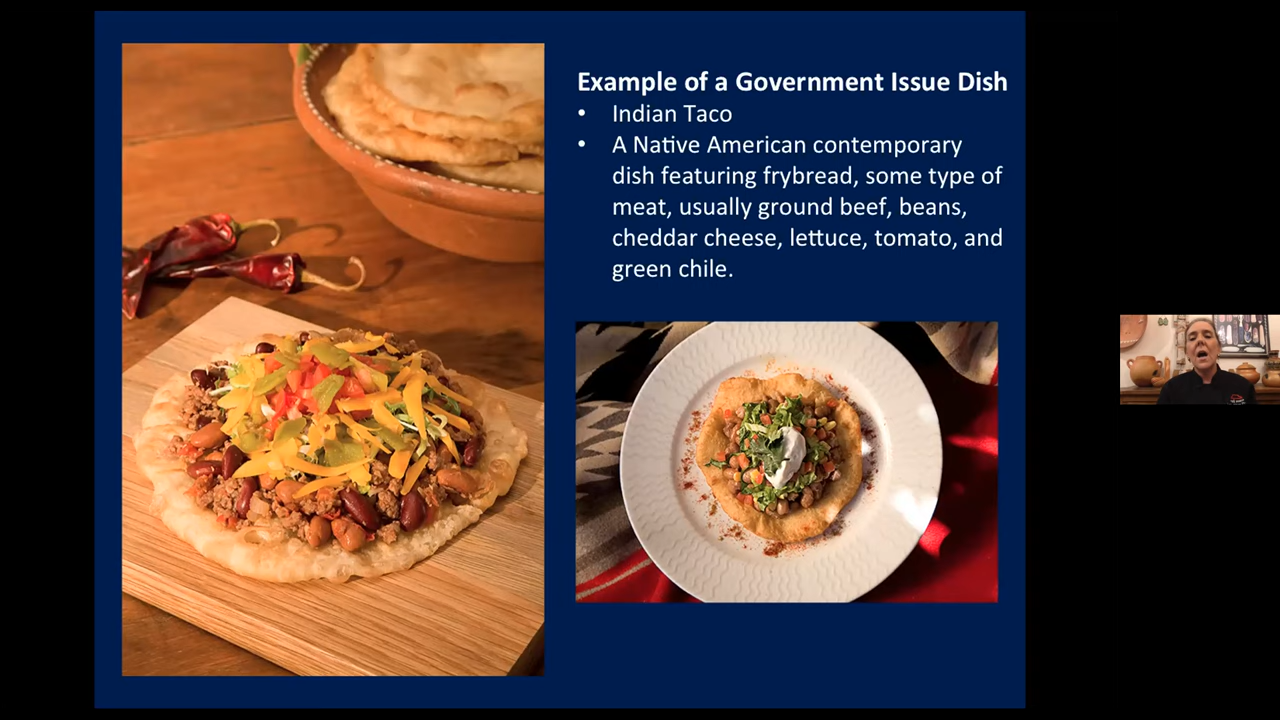 Example of a Government Issue Dish
• Indian Taco
• A Native American contemporary
dish featuring frybread, some type of
meat, usually ground beef, beans,
cheddar cheese, lettuce, tomato, and
green chile.